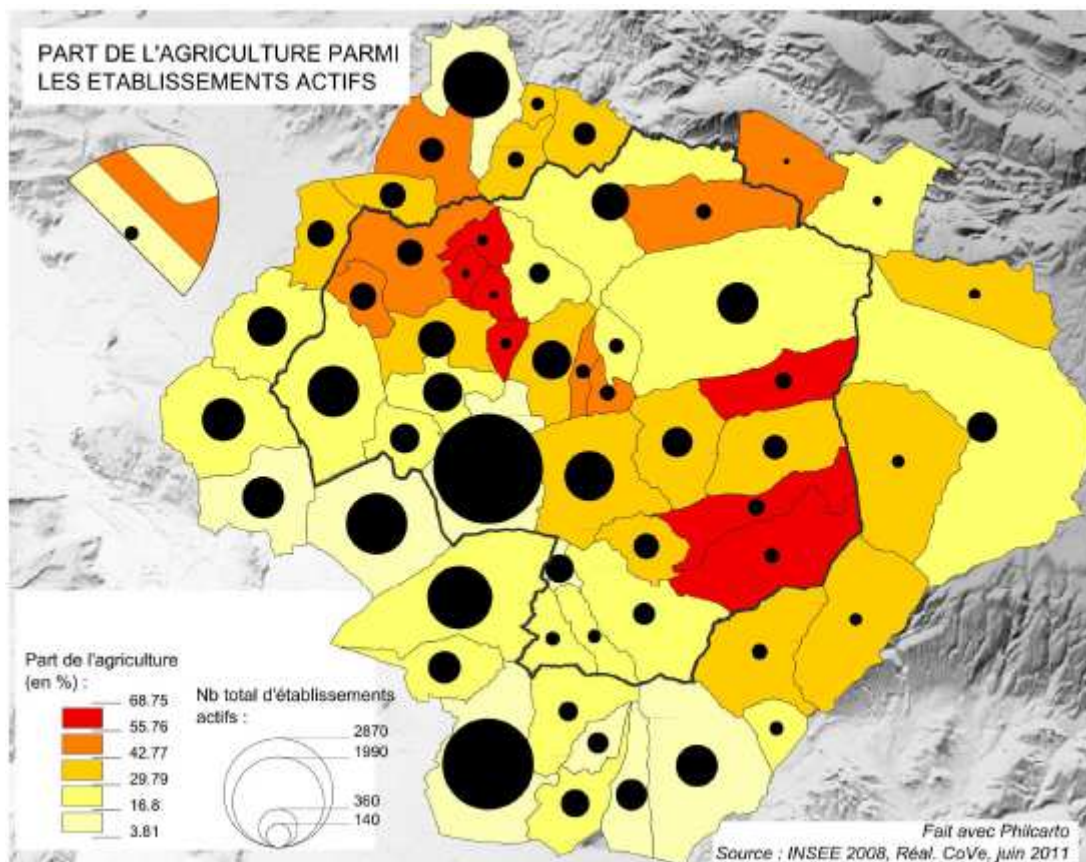 PART DE L'AGRICULTURE PARMI
LES ETABLISSEMENTS ACTIFS
Part de l'agriculture
(en %) :
68.75
55.76
42.77
29.79
16.8
3.81
Nb total d'établissements
actifs :
2870
1990
360
140
Fait avec Philcarto
Source : INSEE 2008, Réal. CoVe, juin 2011